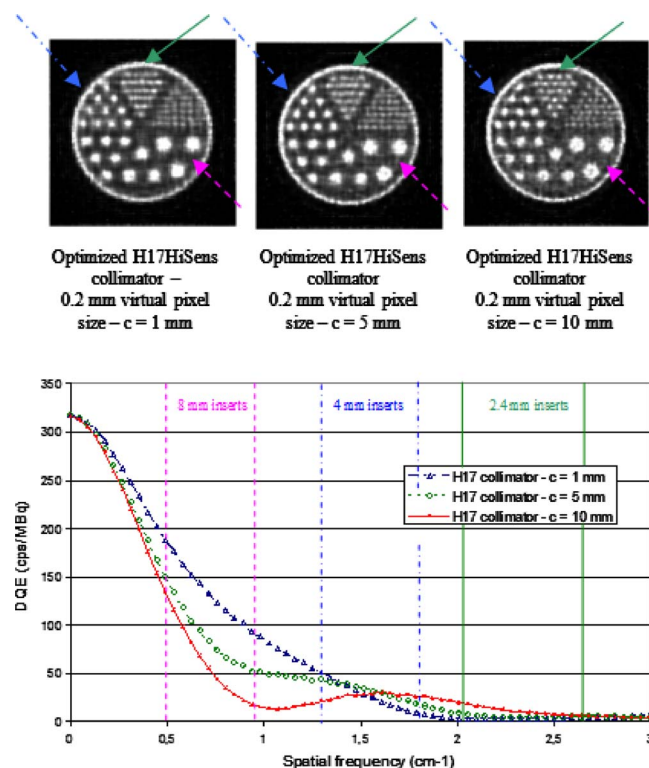 Optimized H17HiSens
collimator –
0.2 mm virtual pixel
size – c = 1 mm
Optimized H17HiSens
collimator
0.2 mm virtual pixel
size – c = 5 mm
Optimized H17HiSens
collimator
0.2 mm virtual pixel
size – c = 10 mm
350
300
250
200
150
100
50
0
DQE (cps/MBq)
8 mm inserts
4 mm inserts
2.4 mm inserts
H17 collimator - c = 1 mm
H17 collimator - c = 5 mm
H17 collimator - c = 10 mm
0
0,5
1
1,5
2
2,5
3
Spatial frequency (cm-1)